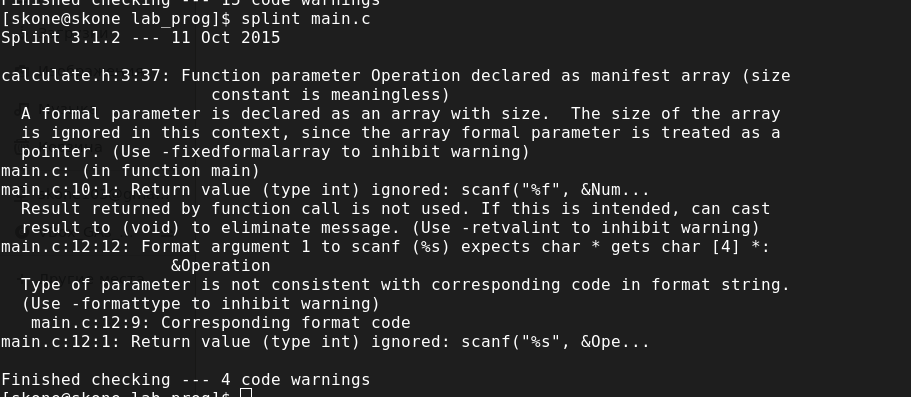 Finished checking --- 15 code warnings
[skone@skone lab_prog]$ splint main.c
Splint 3.1.2 --- 11 Oct 2015
calculate.h:3:37: Function parameter Operation declared as manifest array (size
constant is meaningless)
A formal parameter is declared as an array with size.  The size of the array
is ignored in this context, since the array formal parameter is treated as a
pointer. (Use -fixedformalarray to inhibit warning)
main.c: (in function main)
main.c:10:1: Return value (type int) ignored: scanf("%f", &Num...
Result returned by function call is not used. If this is intended, can cast
result to (void) to eliminate message. (Use -retvalint to inhibit warning)
main.c:12:12: Format argument 1 to scanf (%s) expects char * gets char [4] *:
&Operation
Type of parameter is not consistent with corresponding code in format string.
(Use -formattype to inhibit warning)
main.c:12:9: Corresponding format code
main.c:12:1: Return value (type int) ignored: scanf("%s", &Ope...
Finished checking --- 4 code warnings
[skone@skone lab_prog]$